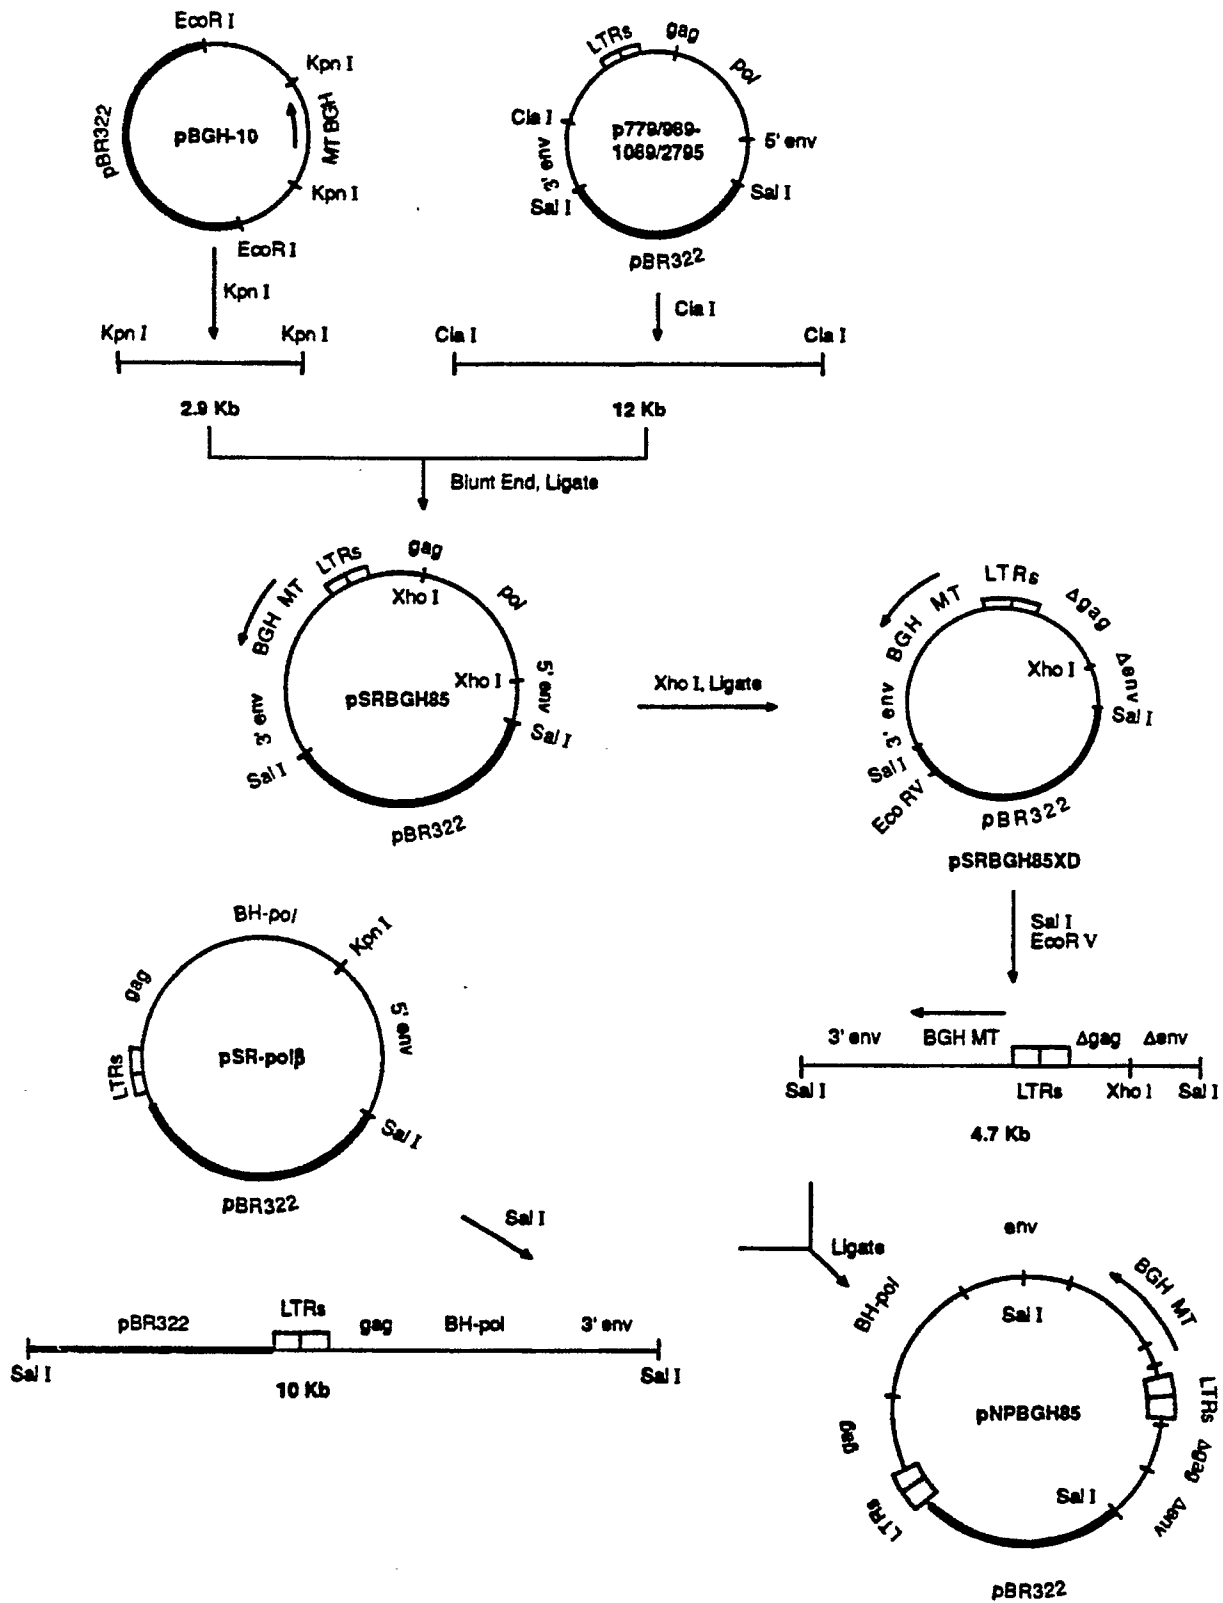 EcoR I
Kpn I
pBR322
pBGH-10
MT BGH
Kpn I
EcoR I
Kpn I
LTRs
gag
pol
Cla I
p779/989-
1089/2795
5' env
3' env
Sal I
Sal I
pBR322
Cla I
Kpn I
Kpn I
2.9 Kb
Cla I
Cla I
12 Kb
Blunt End, Ligate
LTRs
gag
Xho I
pol
BGH MT
pSRBGH85
Xho I
5' env
3' env
Sal I
Sal I
pBR322
Xho I, Ligate
LTRs
Δgag
BGH MT
Xho I
Δenv
3' env
Sal I
Sal I
Eco RV
pBR322
pSRBGH85XD
Sal I
EcoR V
BH-pol
Kpn I
gag
5' env
pSR-polβ
LTRs
Sal I
pBR322
Sal I
3' env
BGH MT
Δgag
Δenv
Sal I
LTRs
Xho I
Sal I
4.7 Kb
pBR322
LTRs
gag
BH-pol
3' env
Sal I
Sal I
10 Kb
Ligate
env
BH-pol
Sal I
BGH MT
pNPBGH85
LTRs
gag
Δgag
Δenv
LTRs
Sal I
pBR322